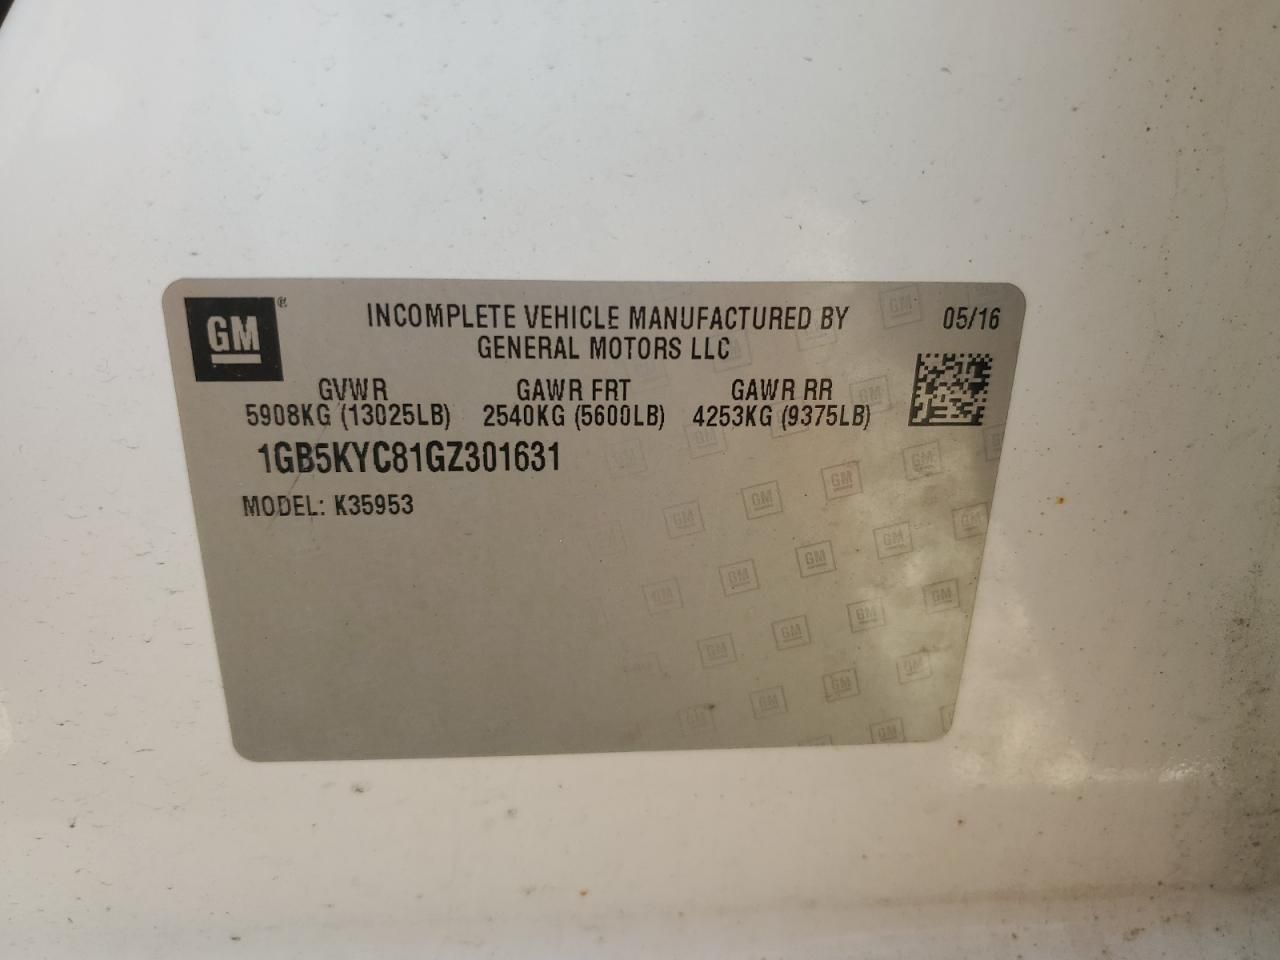 GM ®
INCOMPLETE VEHICLE MANUFACTURED BY
GENERAL MOTORS LLC
05/16
GVWR GAWR FRT GAWR RR
5908KG (13025LB) 2540KG (5600LB) 4253KG (9375LB)
1GB5KYC81GZ301631
MODEL: K35953